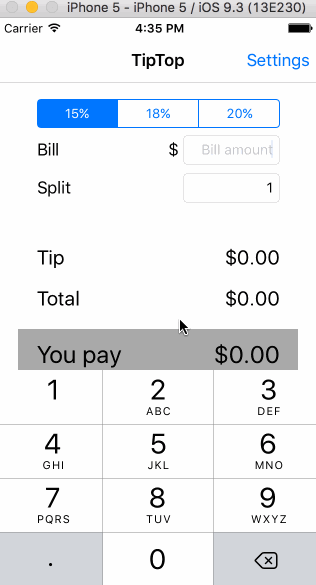 iPhone 5 - iPhone 5 / iOS 9.3 (13E230)
Carrier 4:35 PM
TipTop Settings
15% 18% 20%
Bill $ Bill amount
Split 1
Tip $0.00
Total $0.00
You pay $0.00
1 2 3
ABC DEF
4 5 6
GHI JKL MNO
7 8 9
PQRS TUV WXYZ
. 0